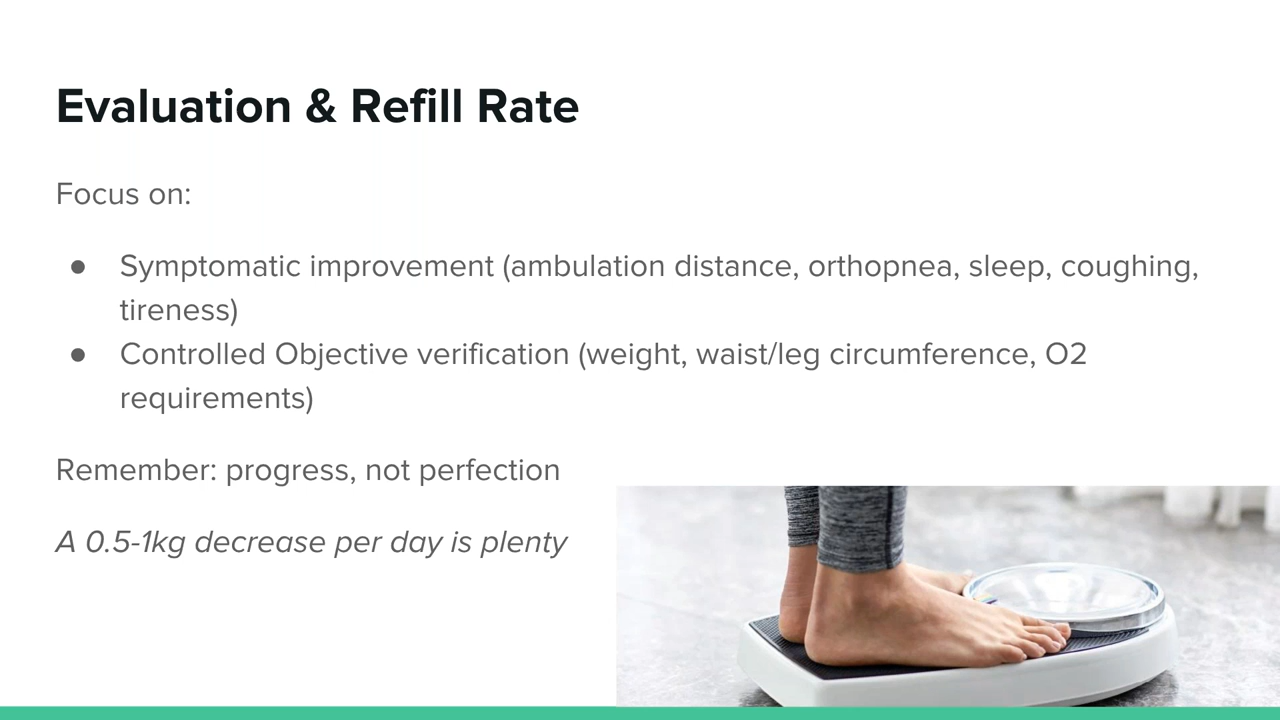 Evaluation & Refill Rate
Focus on:
● Symptomatic improvement (ambulation distance, orthopnea, sleep, coughing,
tireness)
● Controlled Objective verification (weight, waist/leg circumference, O2
requirements)
Remember: progress, not perfection
A 0.5-1kg decrease per day is plenty